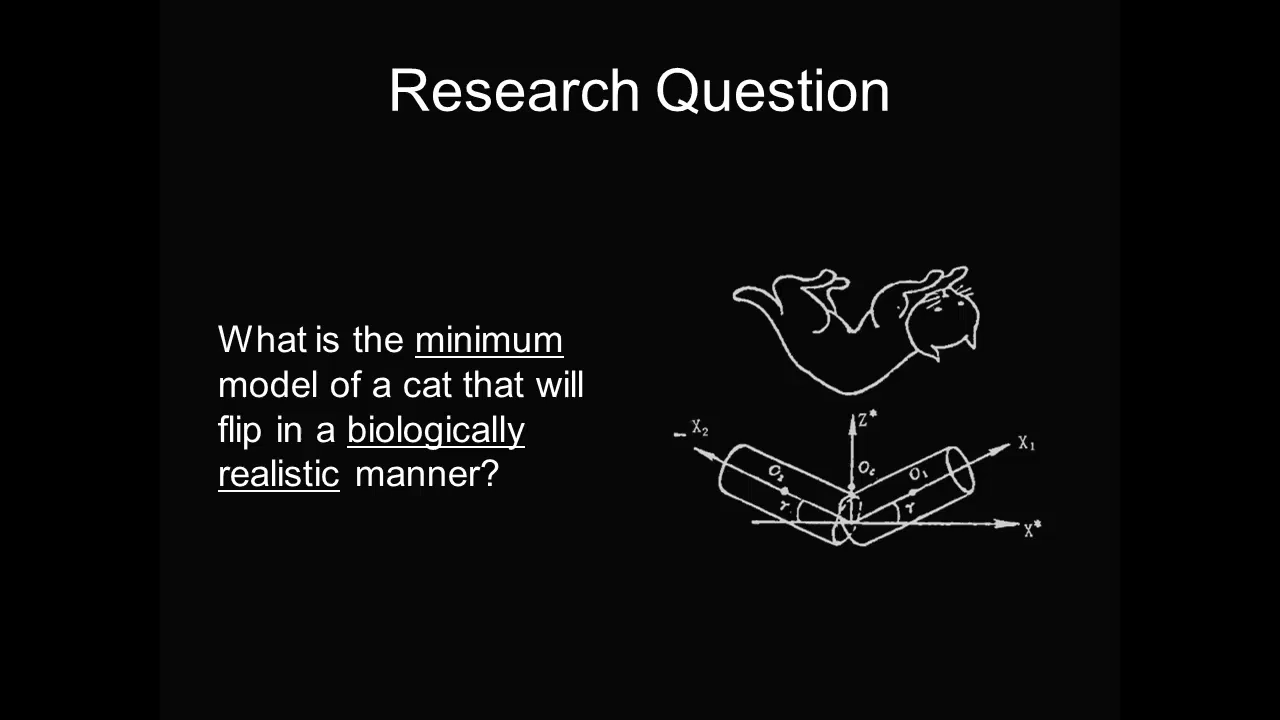 Research Question
What is the minimum
model of a cat that will
flip in a biologically
realistic manner?
Z*
- X₂
X₁
O₂
O₁
γ
γ
X*